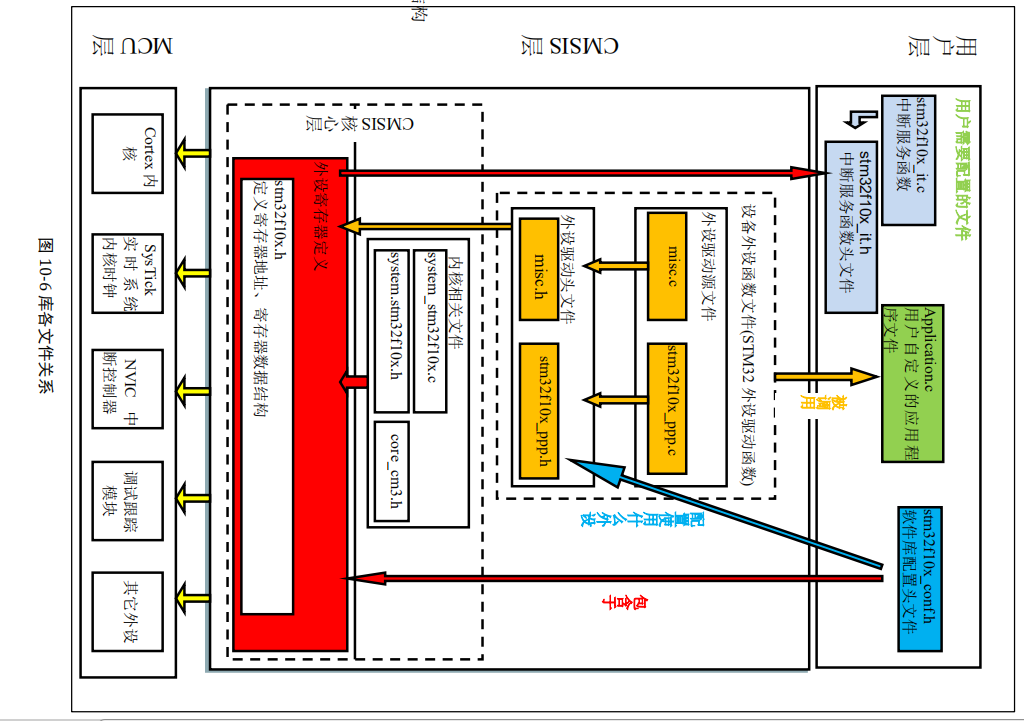 结构
用户层
CMSIS 层
MCU 层
用户需要配置的文件
stm32f10x_it.c
中断服务函数
stm32f10x_it.h
中断服务函数头文件
Application.c
用户自定义的应用程
序文件
stm32f10x_conf.h
软件库配置头文件
被调用
配置使用什么外设
包含于
设备外设函数文件(STM32 外设驱动函数)
外设驱动源文件
misc.c
stm32f10x_ppp.c
外设驱动头文件
misc.h
stm32f10x_ppp.h
CMSIS 核心层
内核相关文件
system_stm32f10x.c
system.stm32f10x.h
core_cm3.h
外设寄存器定义
stm32f10x.h
定义寄存器地址、寄存器数据结构
Cortex 内
核
SysTick
实时系统
内核时钟
NVIC 中
断控制器
调试跟踪
模块
其它外设
图 10-6 库各文件关系